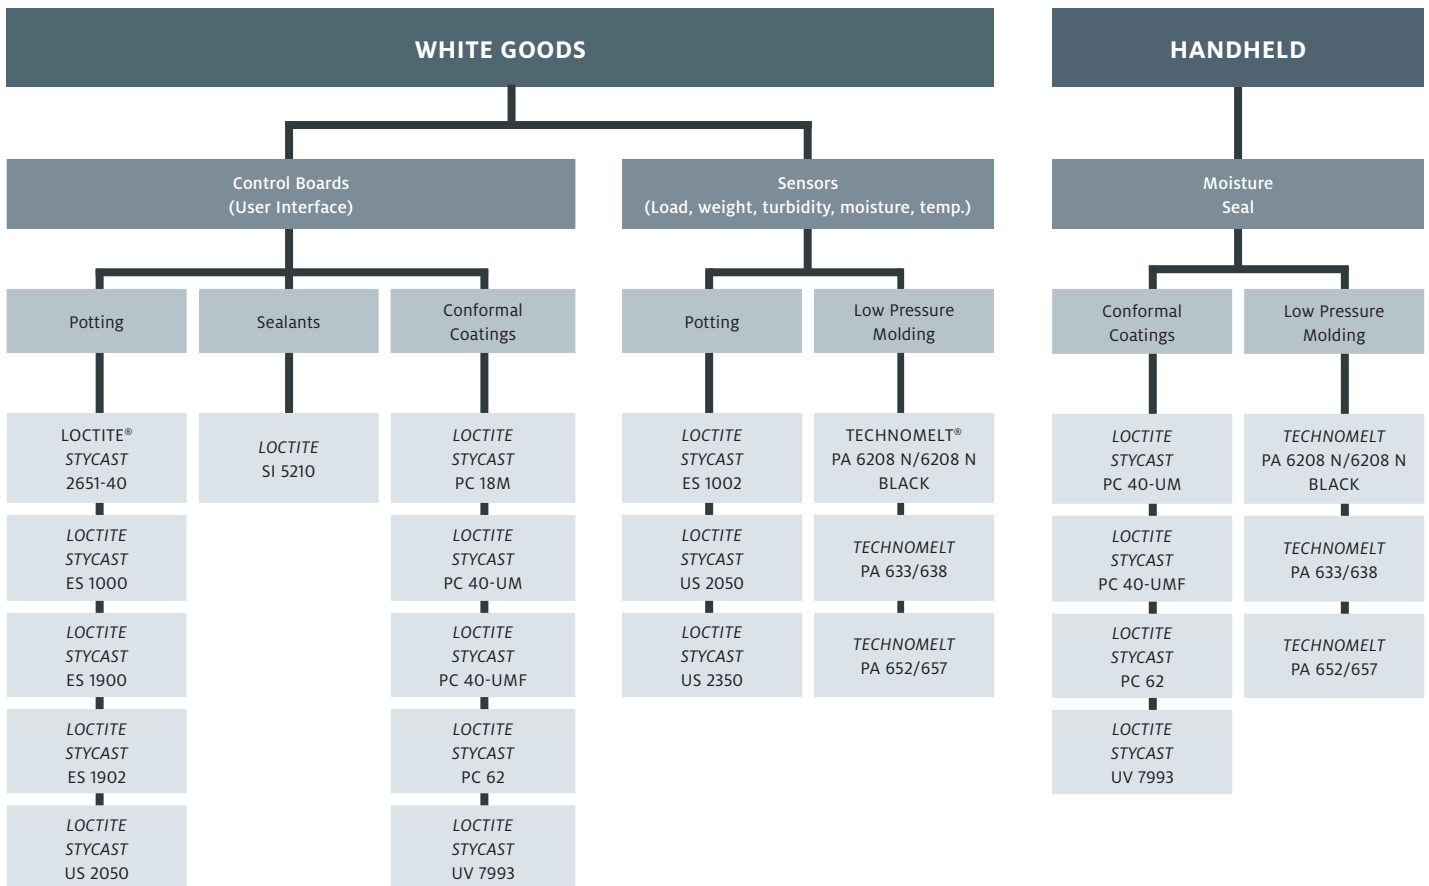 WHITE GOODS
HANDHELD
Control Boards
(User Interface)
Sensors
(Load, weight, turbidity, moisture, temp.)
Moisture
Seal
Potting
Sealants
Conformal
Coatings
Potting
Low Pressure
Molding
Conformal
Coatings
Low Pressure
Molding
LOCTITE®
STYCAST
2651-40
LOCTITE
STYCAST
ES 1000
LOCTITE
STYCAST
ES 1900
LOCTITE
STYCAST
ES 1902
LOCTITE
STYCAST
US 2050
LOCTITE
SI 5210
LOCTITE
STYCAST
PC 18M
LOCTITE
STYCAST
PC 40-UM
LOCTITE
STYCAST
PC 40-UMF
LOCTITE
STYCAST
PC 62
LOCTITE
STYCAST
UV 7993
LOCTITE
STYCAST
ES 1002
LOCTITE
STYCAST
US 2050
LOCTITE
STYCAST
US 2350
TECHNOMELT®
PA 6208 N/6208 N
BLACK
TECHNOMELT
PA 633/638
TECHNOMELT
PA 652/657
LOCTITE
STYCAST
PC 40-UM
LOCTITE
STYCAST
PC 40-UMF
LOCTITE
STYCAST
PC 62
LOCTITE
STYCAST
UV 7993
TECHNOMELT
PA 6208 N/6208 N
BLACK
TECHNOMELT
PA 633/638
TECHNOMELT
PA 652/657